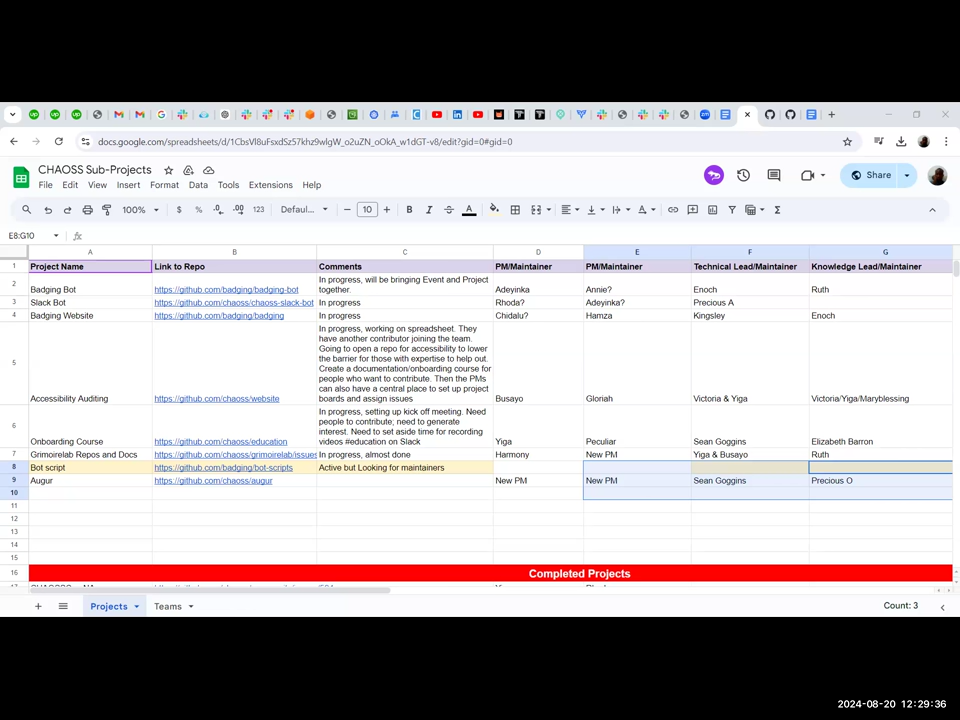 docs.google.com/spreadsheets/d/1CbsVl8uFsxdSz57khz9wlgW_o2uZN_oOkA_w1dGT-v8/edit?gid=0#gid=0
CHAOSS Sub-Projects
File Edit View Insert Format Data Tools Extensions Help
Share
100% $ % .0 .00 123 Defaul... 10 B I A
E8:G10
A B C D E F G
1 Project Name Link to Repo Comments PM/Maintainer PM/Maintainer Technical Lead/Maintainer Knowledge Lead/Maintainer
In progress, will be bringing Event and Project
2 Badging Bot https://github.com/badging/badging-bot together. Adeyinka Annie? Enoch Ruth
3 Slack Bot https://github.com/chaoss/chaoss-slack-bot In progress Rhoda? Adeyinka? Precious A
4 Badging Website https://github.com/badging/badging In progress Chidalu? Hamza Kingsley Enoch
In progress, working on spreadsheet. They
have another contributor joining the team.
Going to open a repo for accessibility to lower
the barrier for those with expertise to help out.
Create a documentation/onboarding course for
people who want to contribute. Then the PMs
can also have a central place to set up project
5 Accessibility Auditing https://github.com/chaoss/website boards and assign issues Busayo Gloriah Victoria & Yiga Victoria/Yiga/Maryblessing
In progress, setting up kick off meeting. Need
people to contribute; need to generate
interest. Need to set aside time for recording
6 Onboarding Course https://github.com/chaoss/education videos #education on Slack Yiga Peculiar Sean Goggins Elizabeth Barron
7 Grimoirelab Repos and Docs https://github.com/chaoss/grimoirelab/issues In progress, almost done Harmony New PM Yiga & Busayo Ruth
8 Bot script https://github.com/badging/bot-scripts Active but Looking for maintainers
9 Augur https://github.com/chaoss/augur New PM New PM Sean Goggins Precious O
10
11
12
13
14
15
16 Completed Projects
Projects Teams Count: 3
2024-08-20 12:29:36